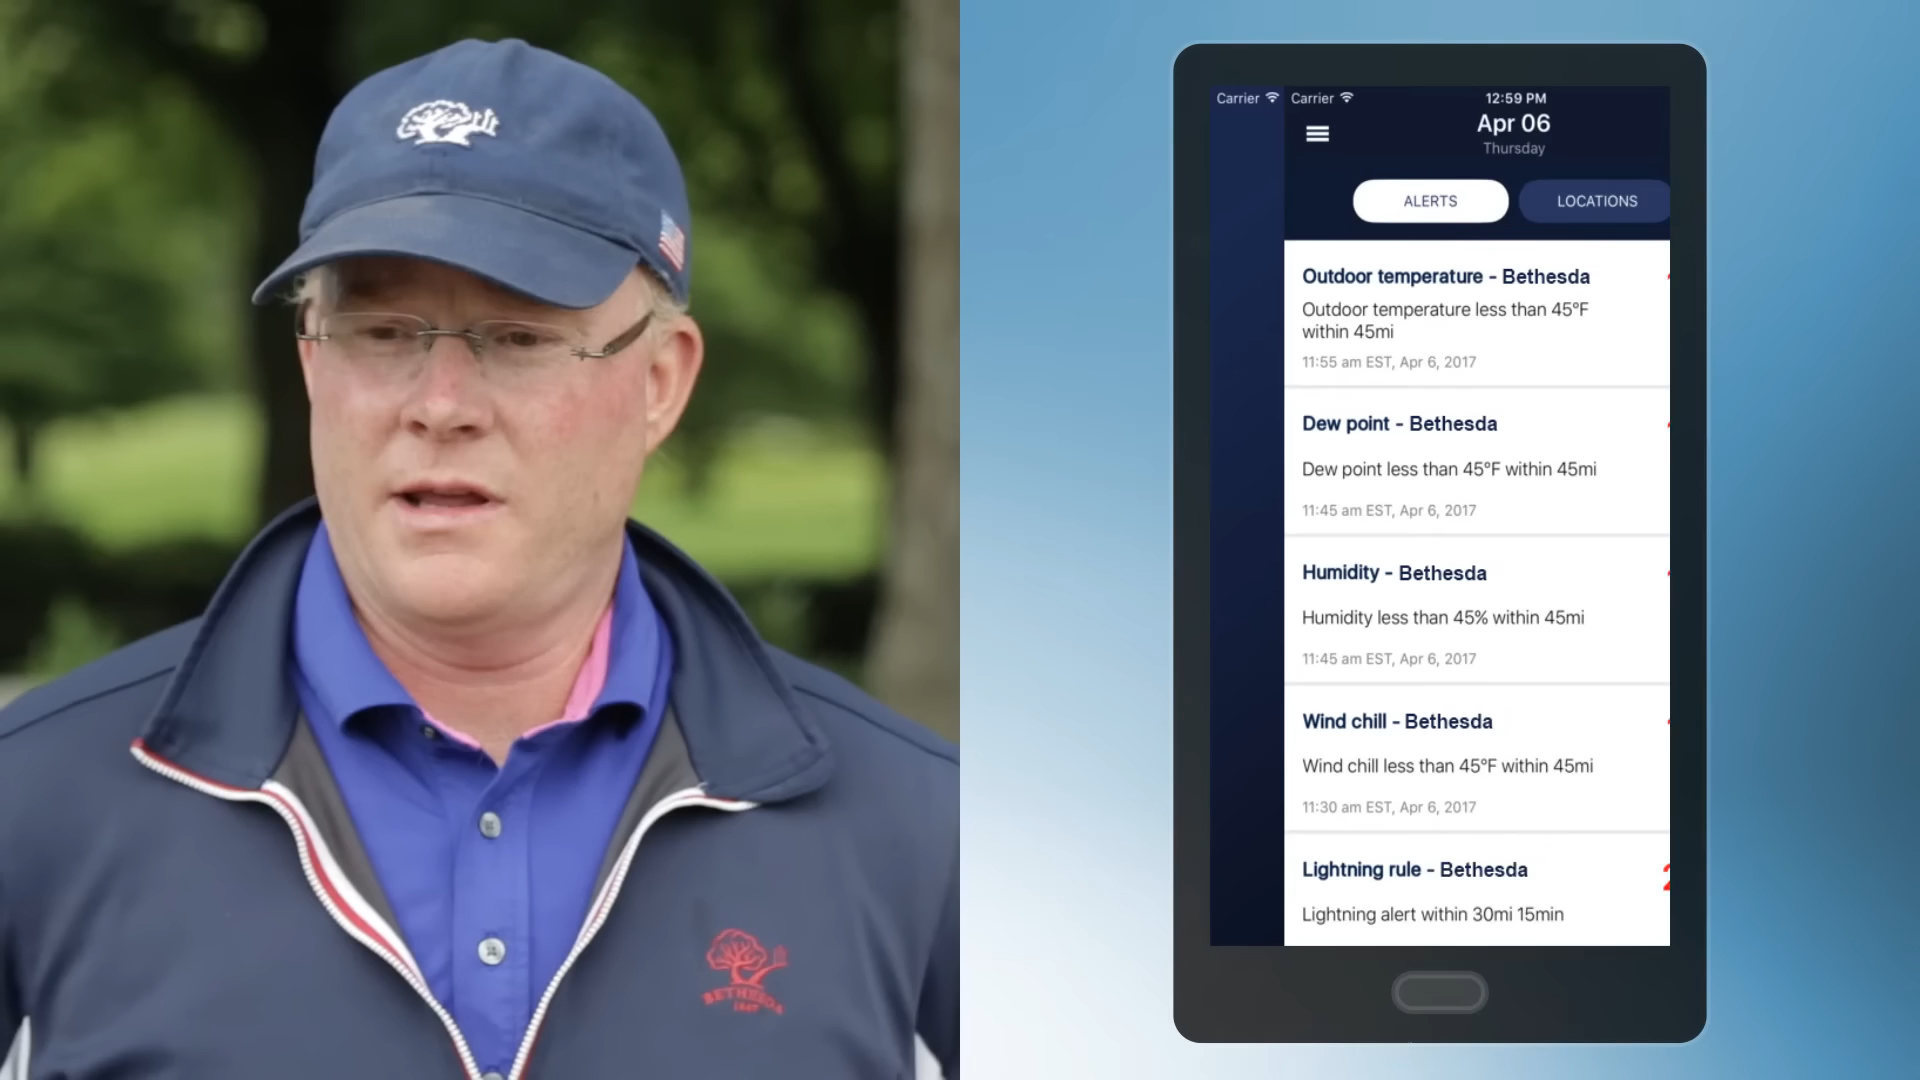 BETHESDA
Carrier
Carrier
12:59 PM
Apr 06
Thursday
ALERTS
LOCATIONS
Outdoor temperature - Bethesda
Outdoor temperature less than 45°F
within 45mi
11:55 am EST, Apr 6, 2017
Dew point - Bethesda
Dew point less than 45°F within 45mi
11:45 am EST, Apr 6, 2017
Humidity - Bethesda
Humidity less than 45% within 45mi
11:45 am EST, Apr 6, 2017
Wind chill - Bethesda
Wind chill less than 45°F within 45mi
11:30 am EST, Apr 6, 2017
Lightning rule - Bethesda
Lightning alert within 30mi 15min